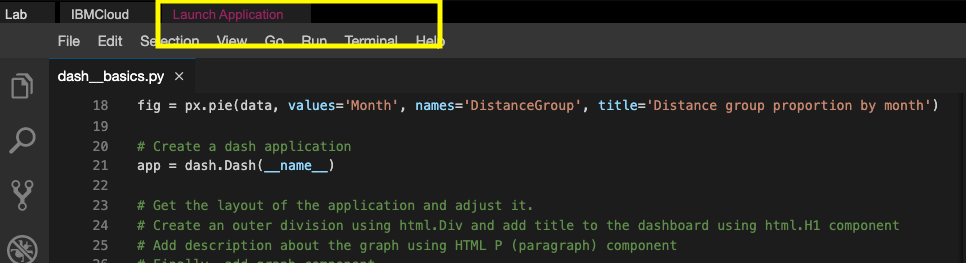 Lab IBMCloud Launch Application
File Edit Selection View Go Run Terminal Help
dash__basics.py ×
18 fig = px.pie(data, values='Month', names='DistanceGroup', title='Distance group proportion by month')
19
20 # Create a dash application
21 app = dash.Dash(__name__)
22
23 # Get the layout of the application and adjust it.
24 # Create an outer division using html.Div and add title to the dashboard using html.H1 component
25 # Add description about the graph using HTML P (paragraph) component
26 # Finally, add graph component